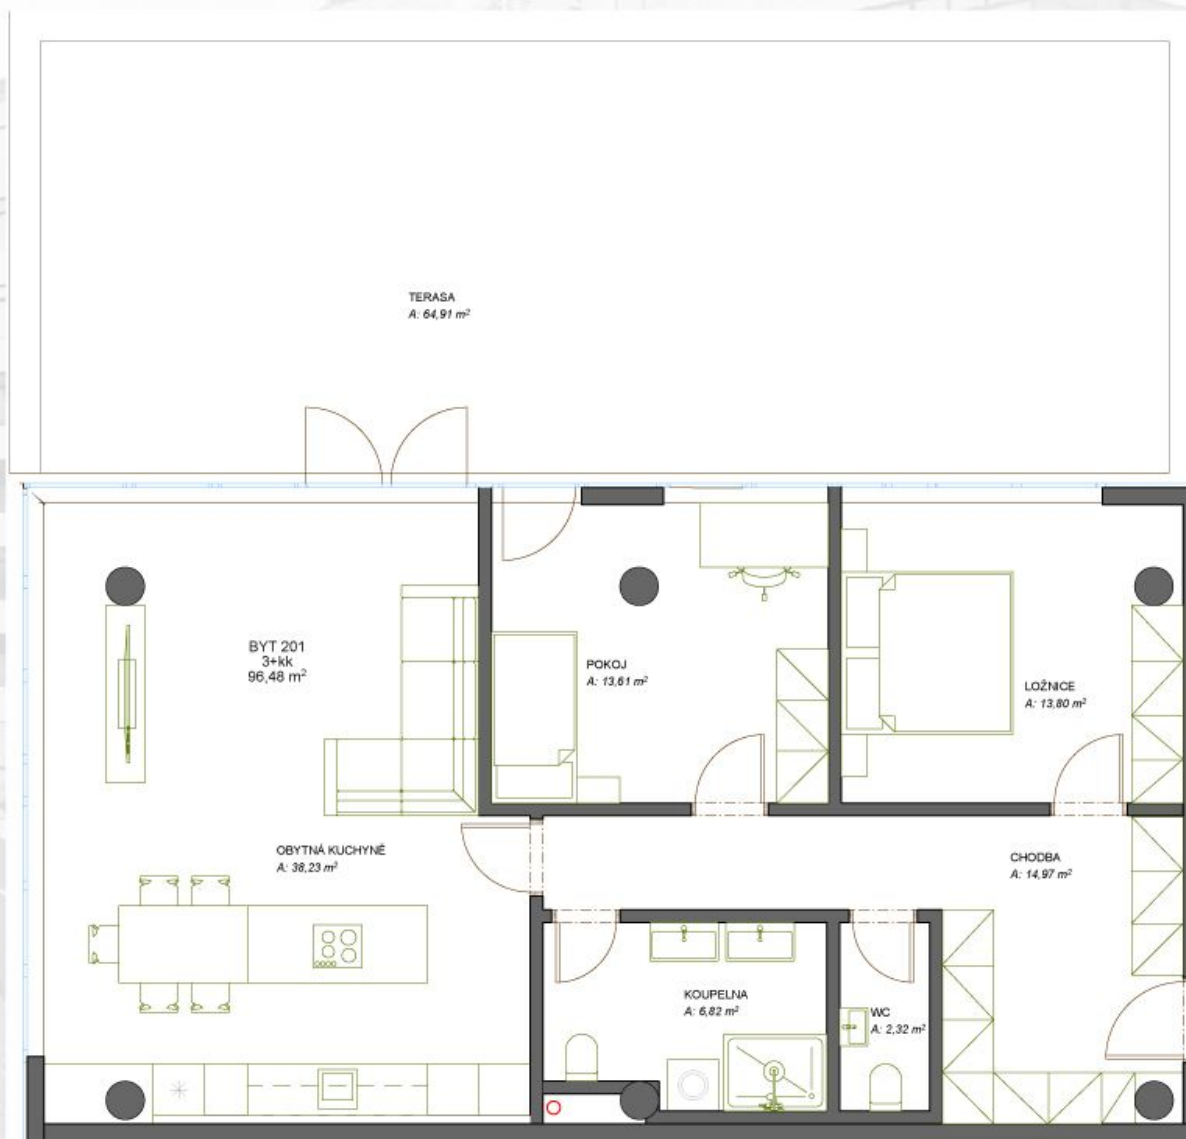 TERASA
A: 64,91 m²
BYT 201
3+kk
96,48 m²
POKOJ
A: 13,61 m²
LOŽNICE
A: 13,80 m²
OBYTNÁ KUCHYNĚ
A: 38,23 m²
CHODBA
A: 14,97 m²
KOUPELNA
A: 6,82 m²
WC
A: 2,32 m²